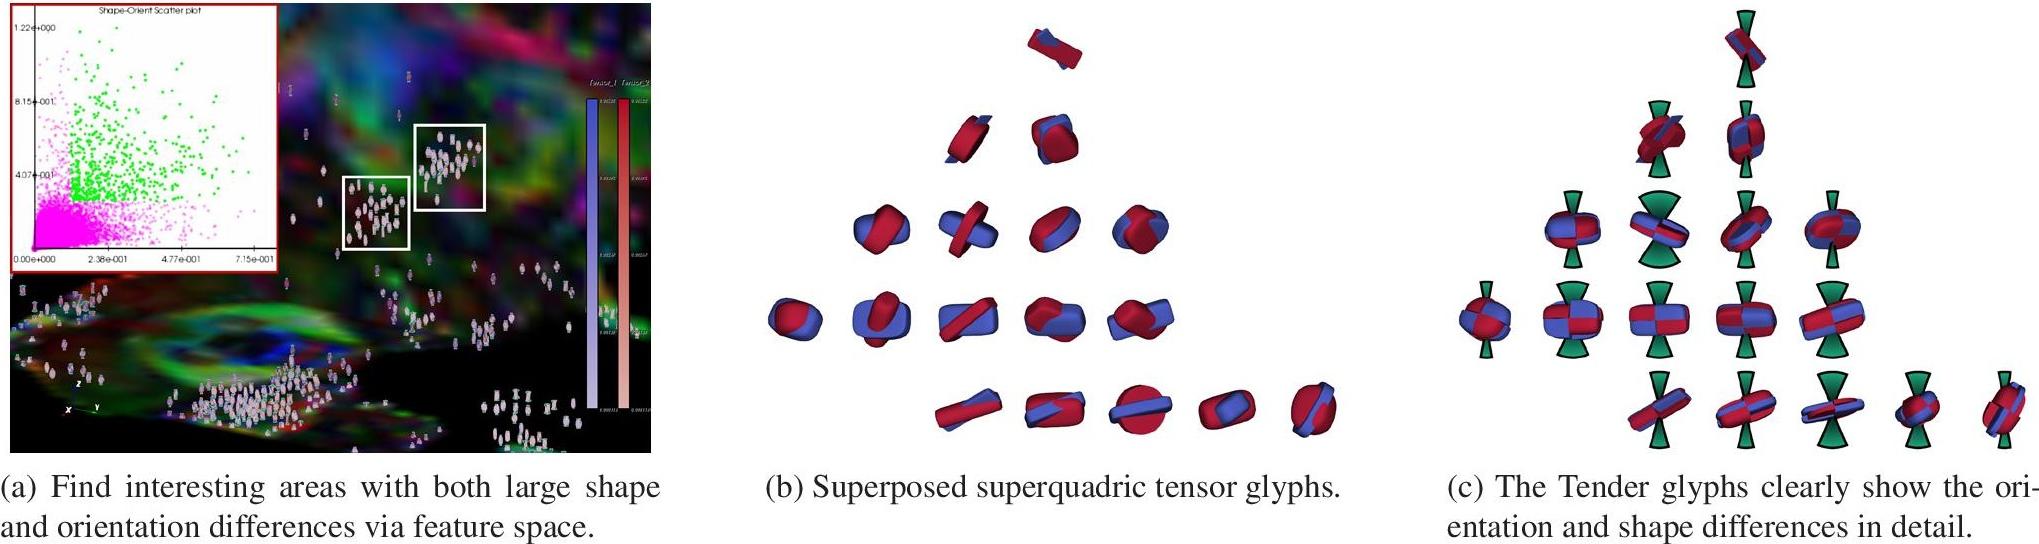 Shape-Orient Scatter plot
1.22e+000
8.15e-001
4.07e-001
0.00e+000 2.38e-001 4.77e-001 7.15e-001
Tensor_1 Tensor_2
Z
X Y
(a) Find interesting areas with both large shape
and orientation differences via feature space.
(b) Superposed superquadric tensor glyphs.
(c) The Tender glyphs clearly show the ori-
entation and shape differences in detail.